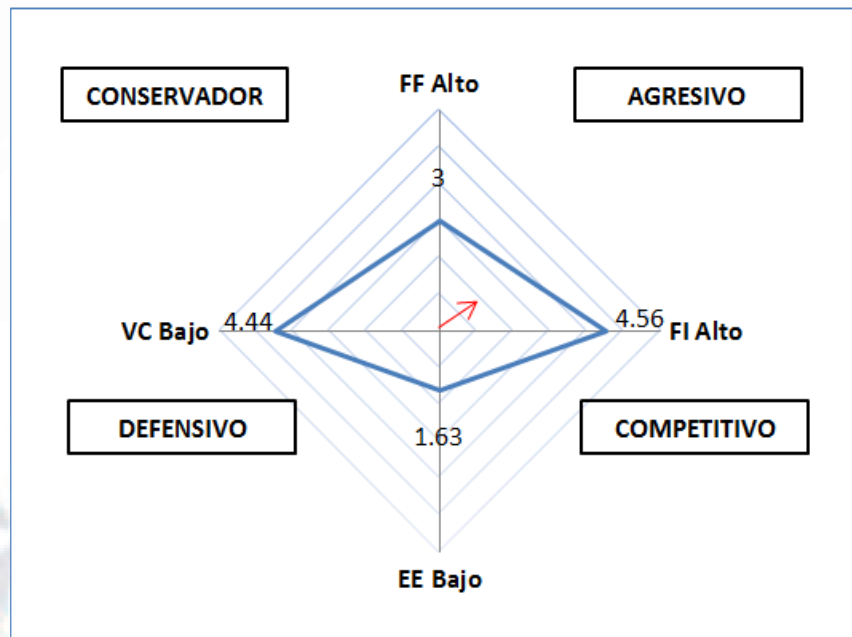 CONSERVADOR
FF Alto
AGRESIVO
3
VC Bajo
4.44
4.56
FI Alto
DEFENSIVO
1.63
COMPETITIVO
EE Bajo